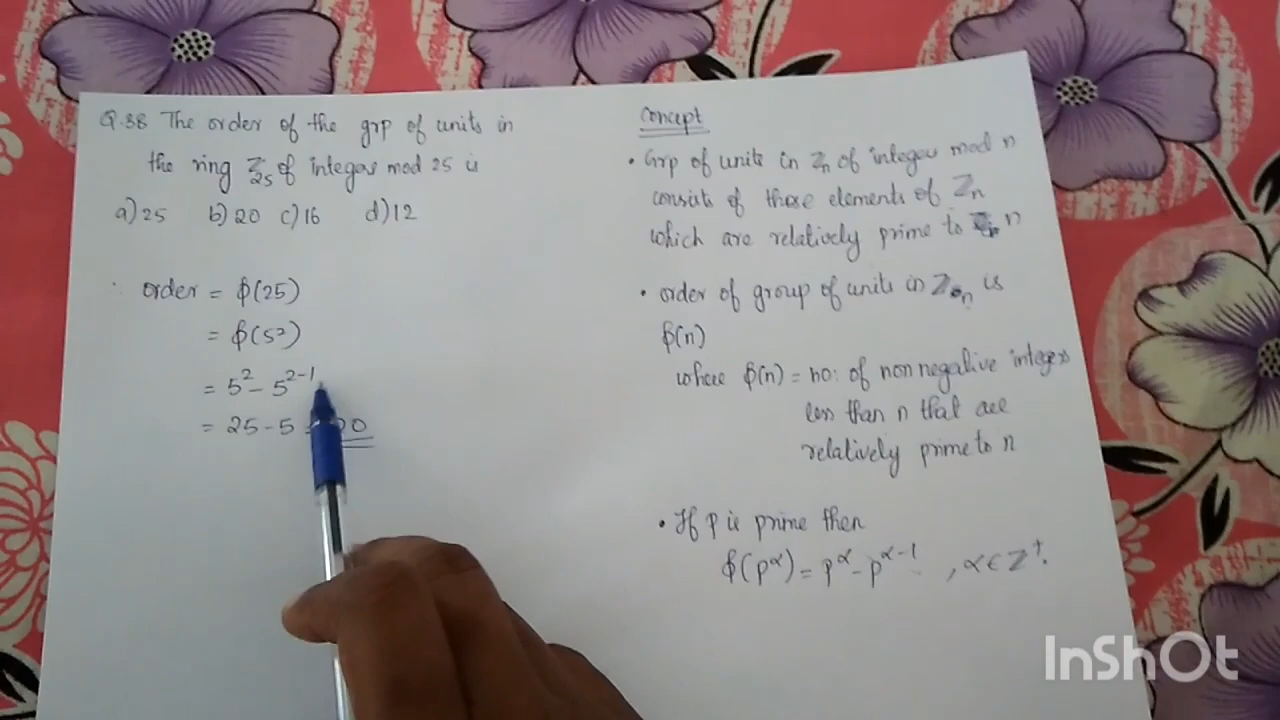 Q.38 The order of the grp of units in
the ring Z₂₅ of integers mod 25 is
a) 25 b) 20 c) 16 d) 12
∴ order = ϕ(25)
= ϕ(5²)
= 5² - 5²⁻¹
= 25 - 5 = 20
Concept
• Grp of units in Zₙ of integers mod n
consists of those elements of Zₙ
which are relatively prime to n
• order of group of units in Zₙ is
ϕ(n)
where ϕ(n) = no: of non negative integers
less than n that are
relatively prime to n
• If p is prime then
ϕ(p^α) = p^α - p^(α-1), α ∈ Z⁺.
InShOt